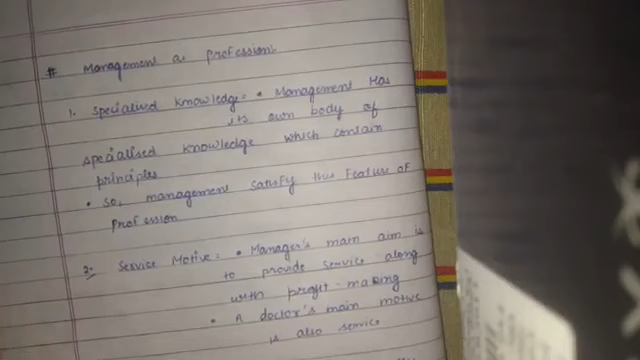 # Management a. Profession:
1. Specialised Knowledge:- • Management Has
its own body of
specialised knowledge which contain
principles
• So, management satisfy this feature of
Profession
2. Service Motive:- • Manager's main aim is
to provide service along
with profit-making
• A doctor's main motive
is also service